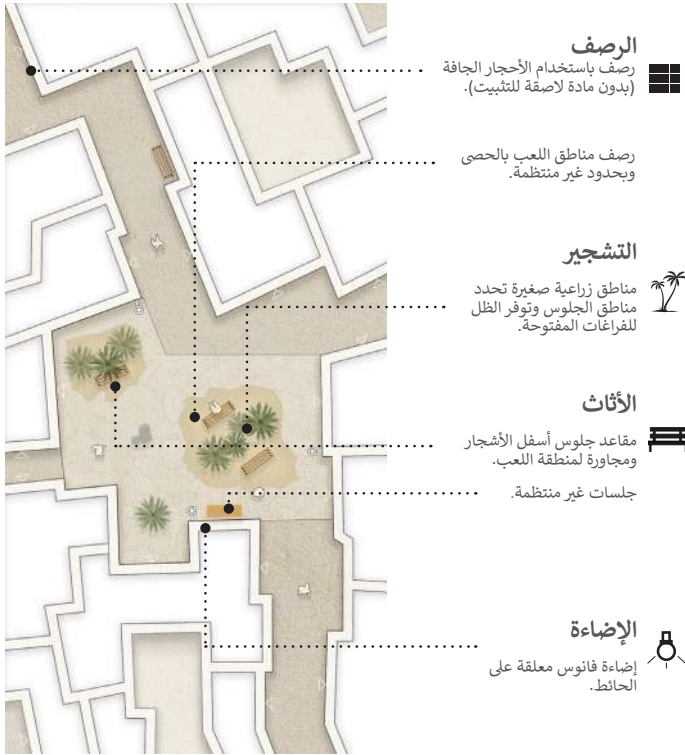 الرصف
رصف باستخدام الأحجار الجافة
(بدون مادة لاصقة للتثبيت).
رصف مناطق اللعب بالحصى
وبحدود غير منتظمة.
التشجير
مناطق زراعية صغيرة تحدد
مناطق الجلوس وتوفر الظل
للفراغات المفتوحة.
الأثاث
مقاعد جلوس أسفل الأشجار
ومجاورة لمنطقة اللعب.
جلسات غير منتظمة.
الإضاءة
إضاءة فانوس معلقة على
الحائط.